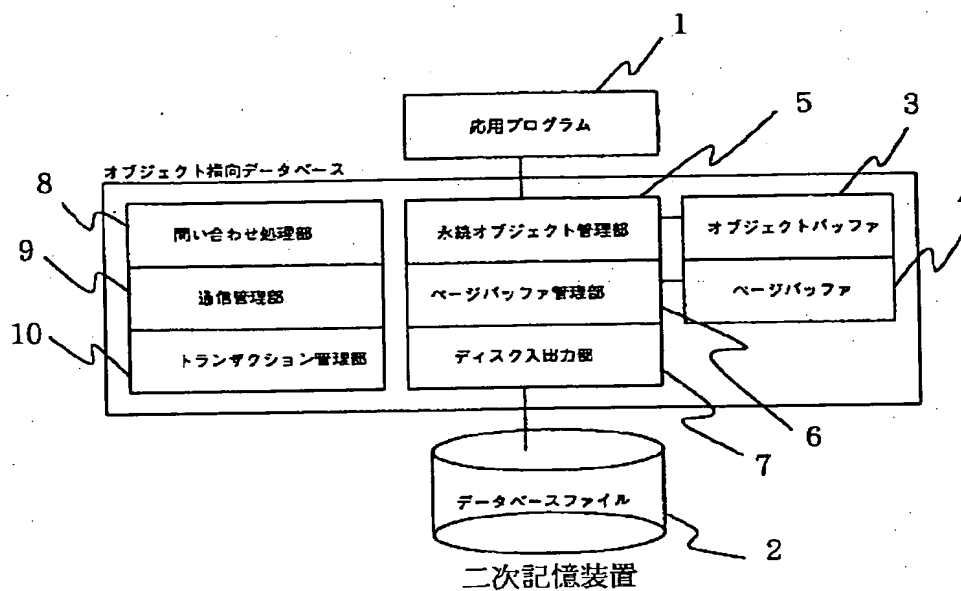 1
応用プログラム
5
3
オブジェクト指向データベース
8
問い合わせ処理部
永続オブジェクト管理部
オブジェクトバッファ
9
通信管理部
ページバッファ管理部
ページバッファ
10
トランザクション管理部
ディスク入出力部
6
7
データベースファイル
2
二次記憶装置